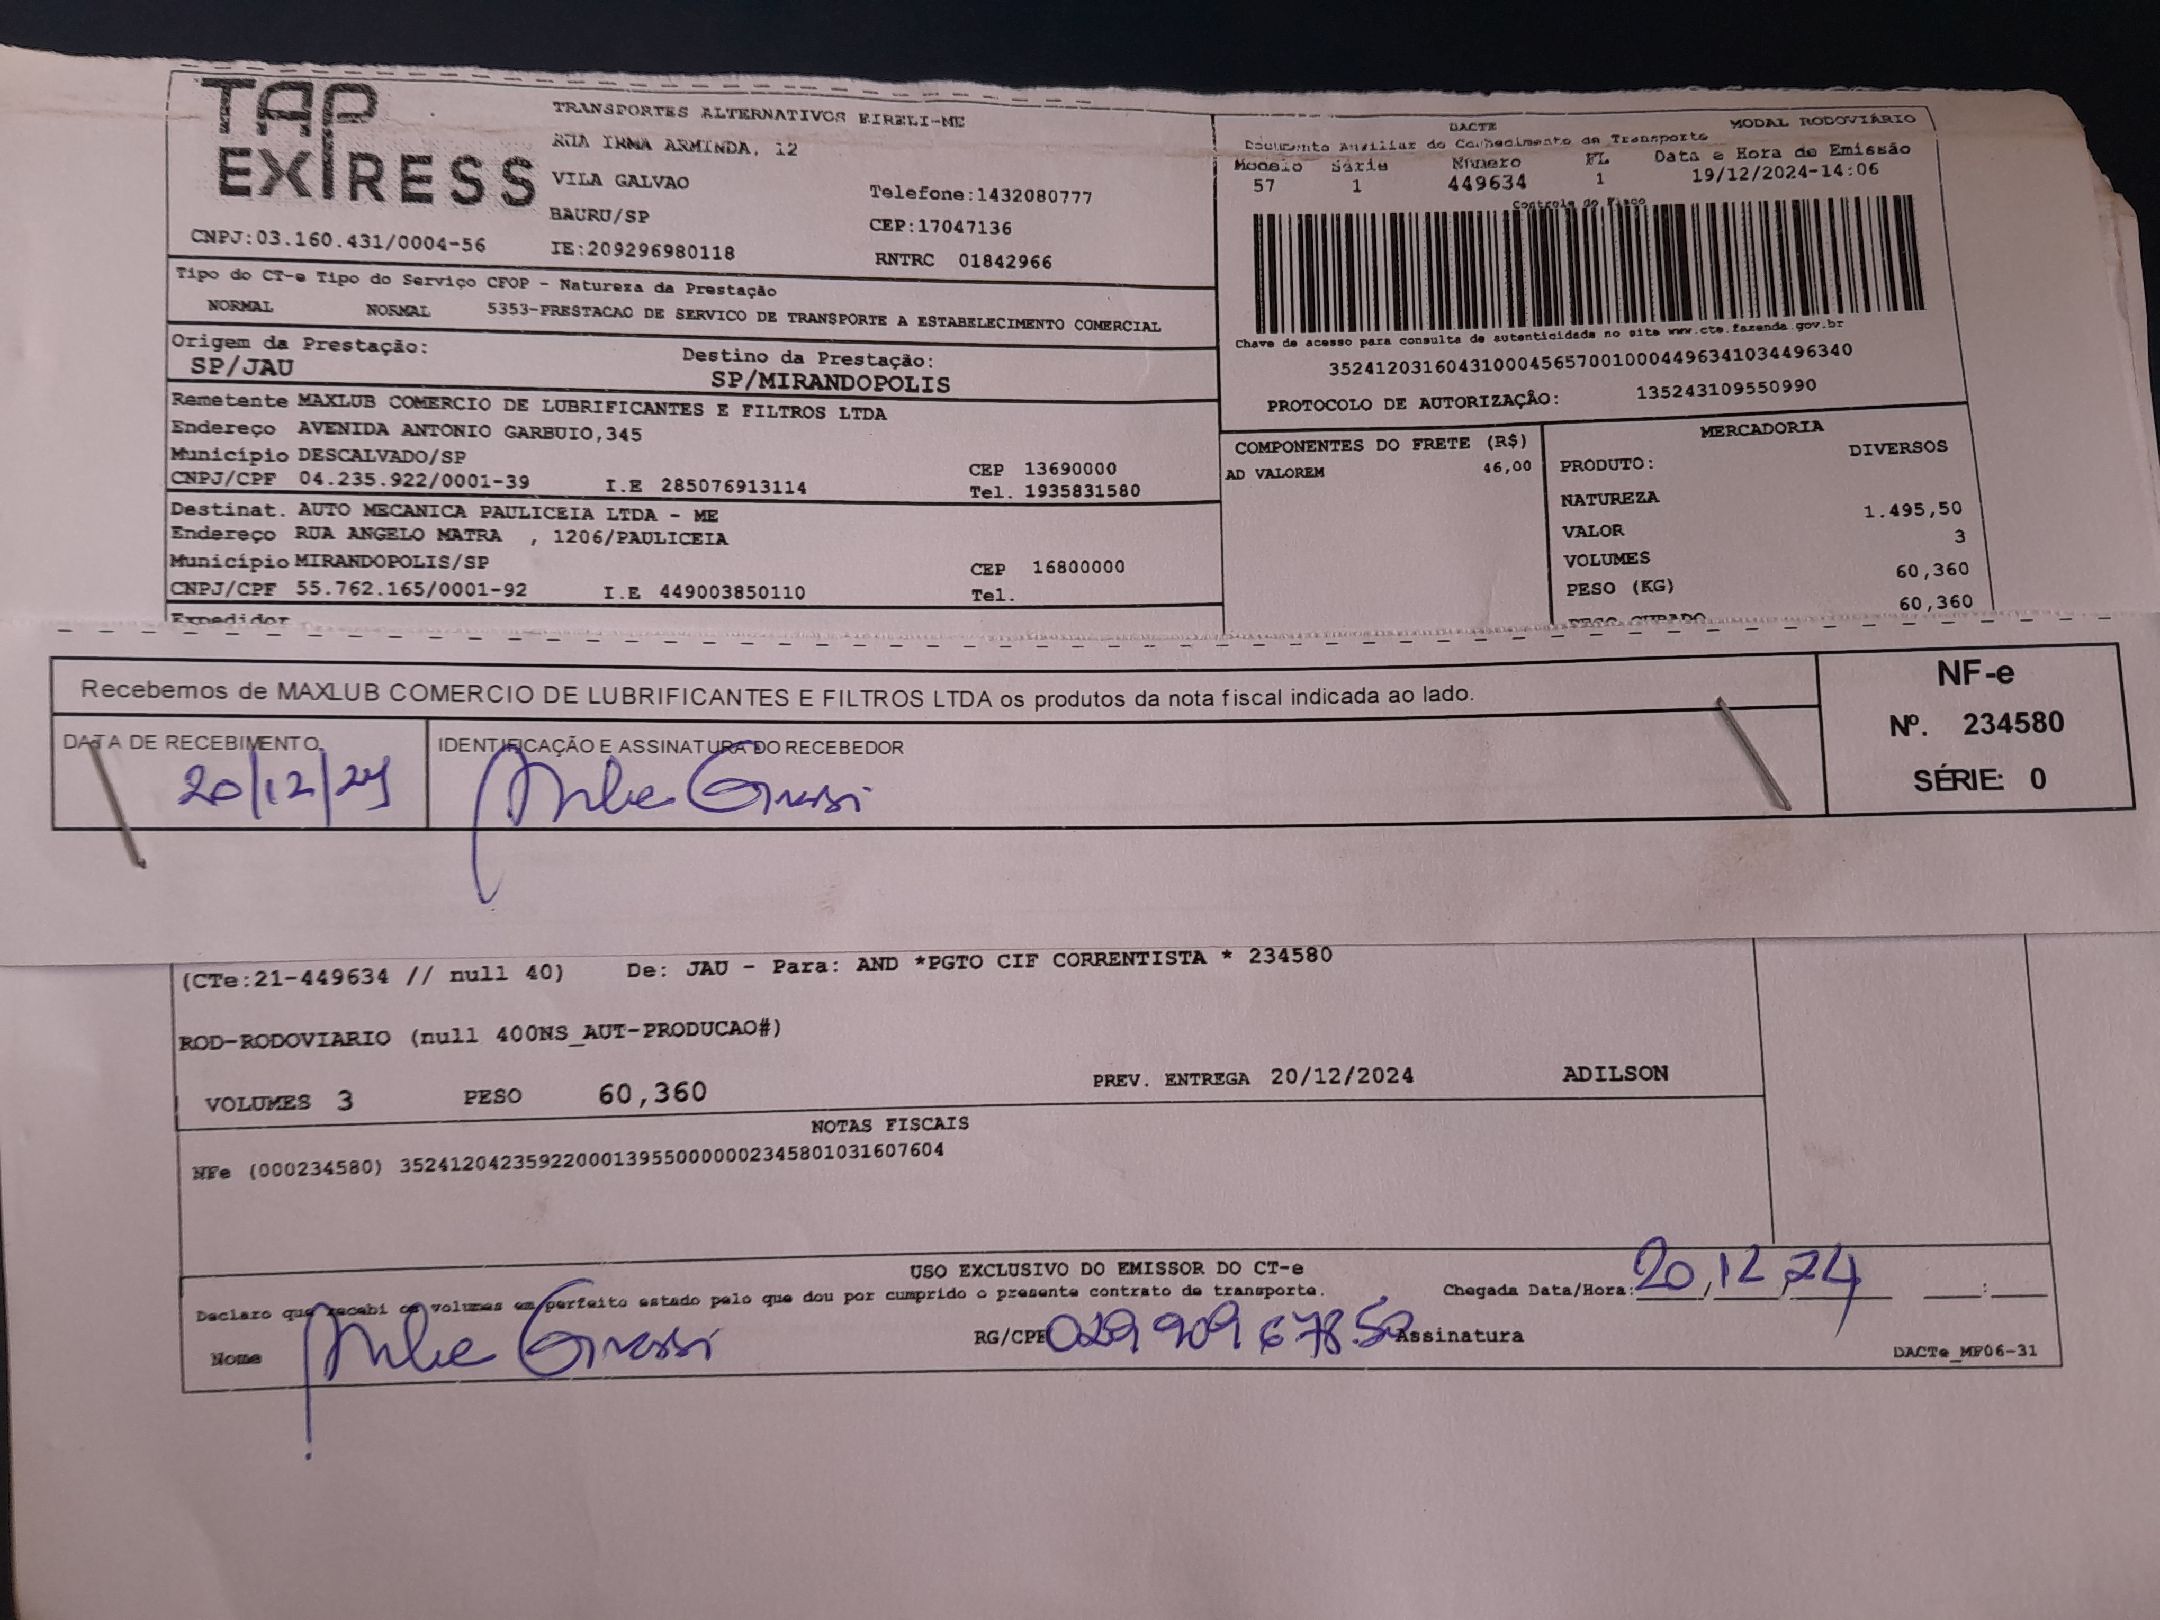 TAP
EXPRESS
TRANSPORTES ALTERNATIVOS EIRELI-ME
RUA IRMA ARMINDA, 12
VILA GALVAO
Telefone:1432080777
BAURU/SP
CEP:17047136
CNPJ:03.160.431/0004-56
IE:209296980118
RNTRC 01842966
DACTE
MODAL RODOVIÁRIO
Documento Auxiliar do Conhecimento de Transporte
Modelo Série Número FL Data e Hora de Emissão
57 1 449634 1 19/12/2024-14:06
Controle do Fisco
Chave de acesso para consulta de autenticidade no site www.cte.fazenda.gov.br
35241203160431000456570010004496341034496340
PROTOCOLO DE AUTORIZAÇÃO: 135243109550990
Tipo do CT-e Tipo do Serviço CFOP - Natureza da Prestação
NORMAL NORMAL 5353-PRESTACAO DE SERVICO DE TRANSPORTE A ESTABELECIMENTO COMERCIAL
Origem da Prestação: Destino da Prestação:
SP/JAU SP/MIRANDOPOLIS
Remetente MAXLUB COMERCIO DE LUBRIFICANTES E FILTROS LTDA
Endereço AVENIDA ANTONIO GARBUIO,345
Município DESCALVADO/SP CEP 13690000
CNPJ/CPF 04.235.922/0001-39 I.E 285076913114 Tel. 1935831580
Destinat. AUTO MECANICA PAULICEIA LTDA - ME
Endereço RUA ANGELO MATRA , 1206/PAULICEIA
Município MIRANDOPOLIS/SP CEP 16800000
CNPJ/CPF 55.762.165/0001-92 I.E 449003850110 Tel.
Expedidor
COMPONENTES DO FRETE (R$)
AD VALOREM 46,00
MERCADORIA
PRODUTO: DIVERSOS
NATUREZA
VALOR 1.495,50
VOLUMES 3
PESO (KG) 60,360
PESO CUBADO 60,360
Recebemos de MAXLUB COMERCIO DE LUBRIFICANTES E FILTROS LTDA os produtos da nota fiscal indicada ao lado.
DATA DE RECEBIMENTO
20/12/24
IDENTIFICAÇÃO E ASSINATURA DO RECEBEDOR
NF-e
Nº. 234580
SÉRIE: 0
(CTe:21-449634 // null 40) De: JAU - Para: AND *PGTO CIF CORRENTISTA * 234580
ROD-RODOVIARIO (null 400NS_AUT-PRODUCAO#)
VOLUMES 3 PESO 60,360 PREV. ENTREGA 20/12/2024 ADILSON
NOTAS FISCAIS
NFe (000234580) 35241204235922000139550000002345801031607604
USO EXCLUSIVO DO EMISSOR DO CT-e
Declaro que recebi os volumes em perfeito estado pelo que dou por cumprido o presente contrato de transporte. Chegada Data/Hora: 20/12/24 :
Nome RG/CPF Assinatura
DACTe_MF06-31